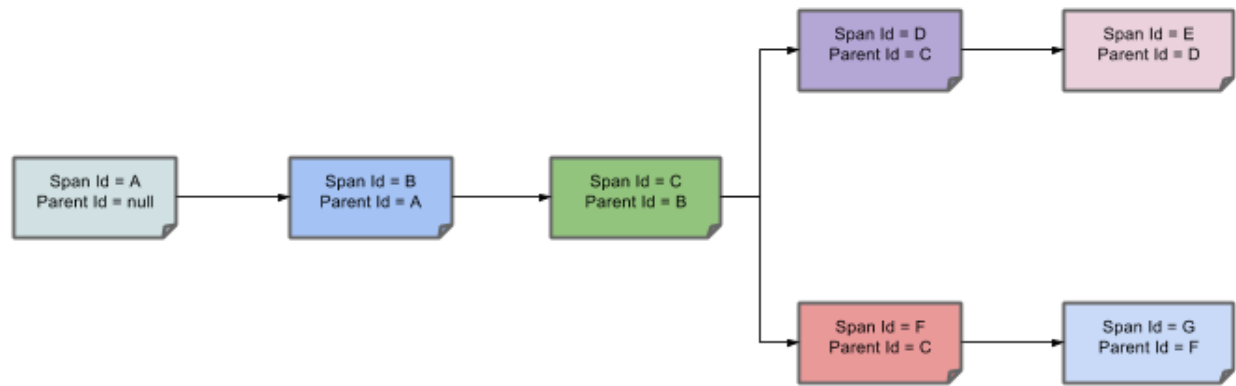 Span Id = D
Parent Id = C
Span Id = E
Parent Id = D
Span Id = A
Parent Id = null
Span Id = B
Parent Id = A
Span Id = C
Parent Id = B
Span Id = F
Parent Id = C
Span Id = G
Parent Id = F